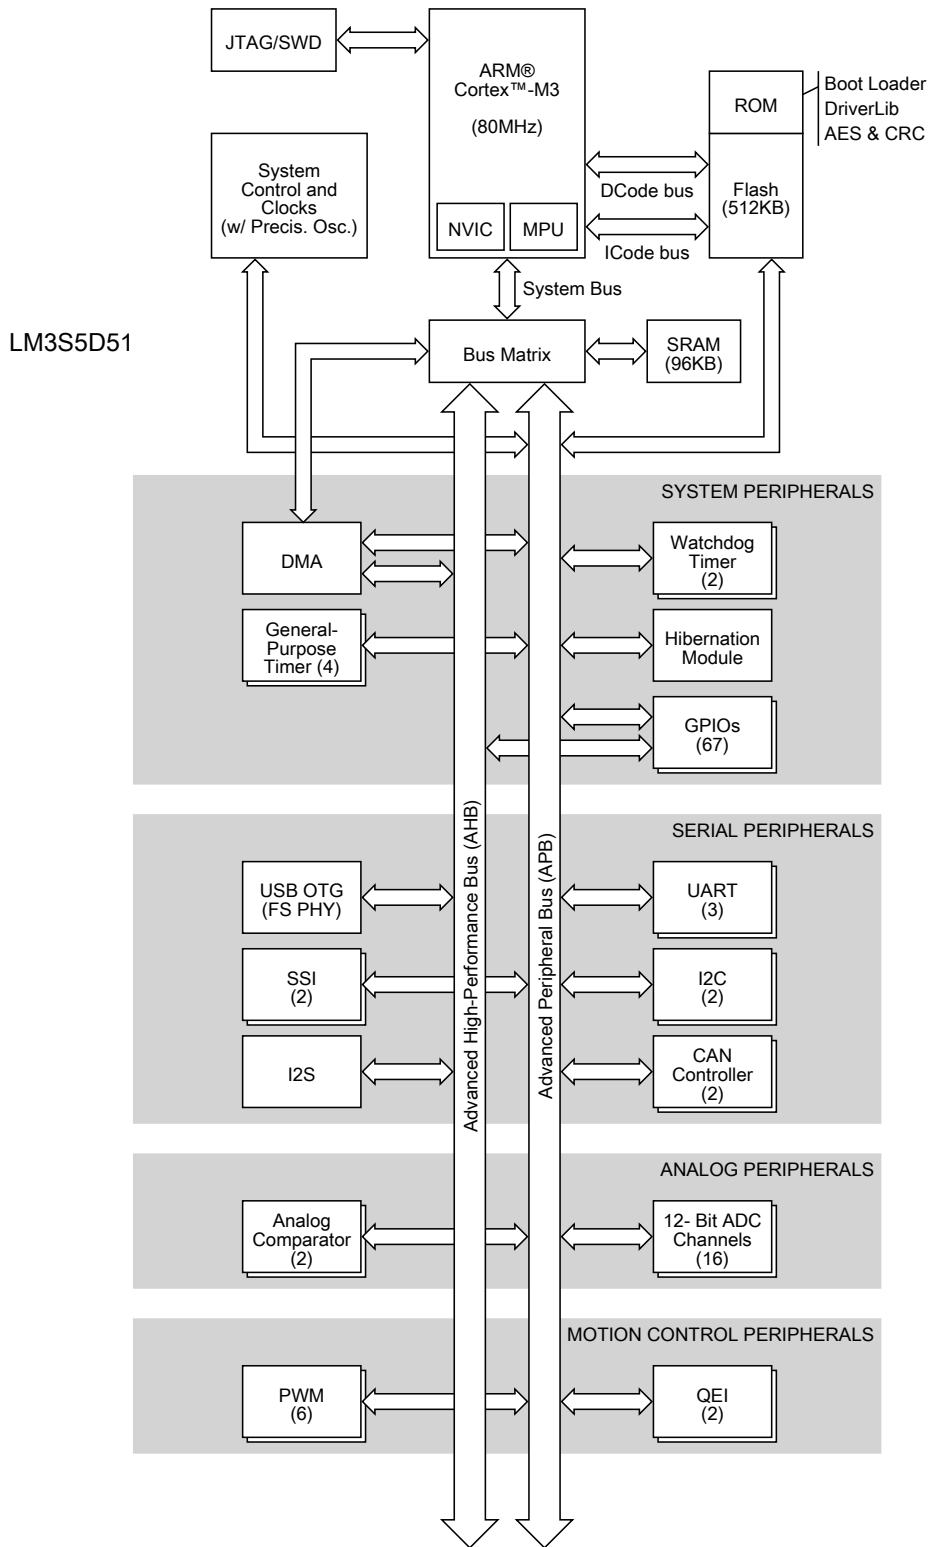 JTAG/SWD
ARM®
Cortex™-M3
(80MHz)
NVIC
MPU
ROM
Boot Loader
DriverLib
AES & CRC
Flash
(512KB)
DCode bus
ICode bus
System
Control and
Clocks
(w/ Precis. Osc.)
System Bus
LM3S5D51
Bus Matrix
SRAM
(96KB)
SYSTEM PERIPHERALS
DMA
Watchdog
Timer
(2)
General-
Purpose
Timer (4)
Hibernation
Module
GPIOs
(67)
Advanced High-Performance Bus (AHB)
Advanced Peripheral Bus (APB)
SERIAL PERIPHERALS
USB OTG
(FS PHY)
UART
(3)
SSI
(2)
I2C
(2)
I2S
CAN
Controller
(2)
ANALOG PERIPHERALS
Analog
Comparator
(2)
12- Bit ADC
Channels
(16)
MOTION CONTROL PERIPHERALS
PWM
(6)
QEI
(2)